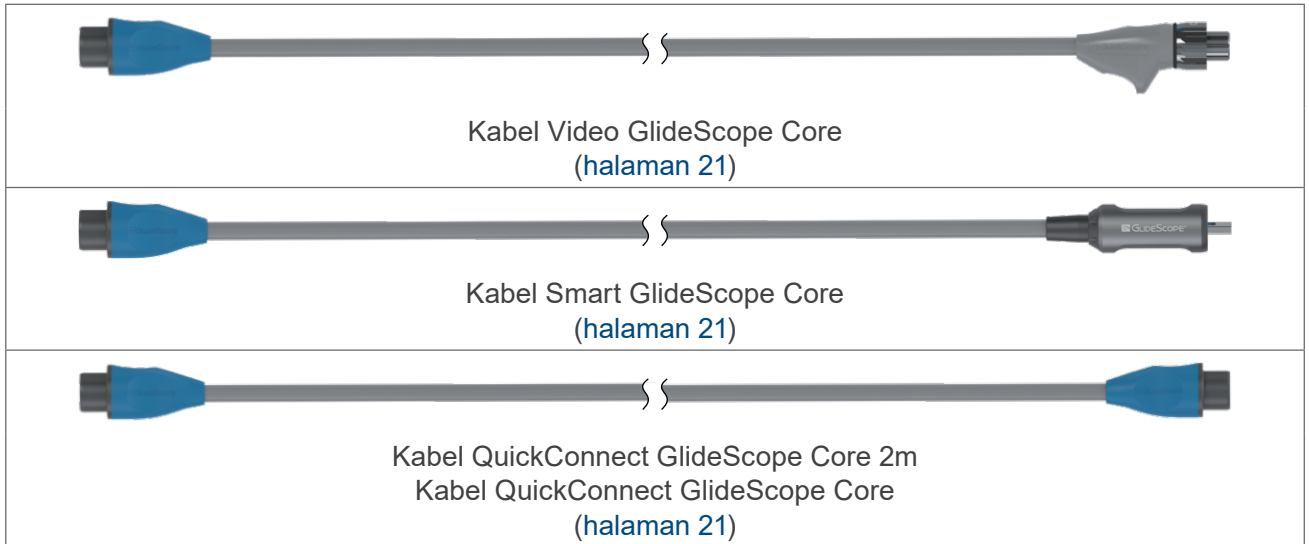 Kabel Video GlideScope Core
(halaman 21)
GLIDESCOPE
Kabel Smart GlideScope Core
(halaman 21)
Kabel QuickConnect GlideScope Core 2m
Kabel QuickConnect GlideScope Core
(halaman 21)